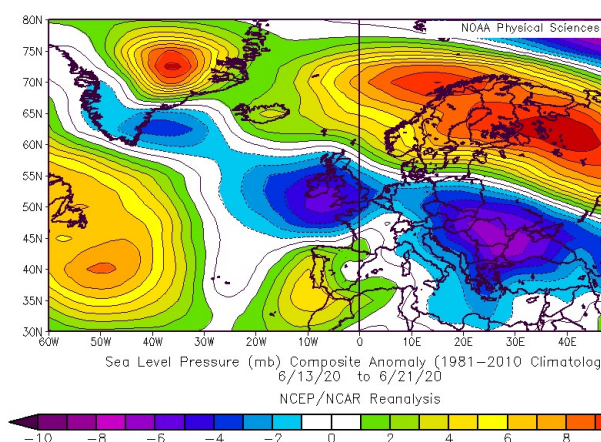 80N
NOAA Physical Sciences
75N
70N
65N
60N
55N
50N
45N
40N
35N
30N
60W 50W 40W 30W 20W 10W 0 10E 20E 30E 40E
Sea Level Pressure (mb) Composite Anomaly (1981-2010 Climatolog
6/13/20 to 6/21/20
NCEP/NCAR Reanalysis
-10 -8 -6 -4 -2 0 2 4 6 8